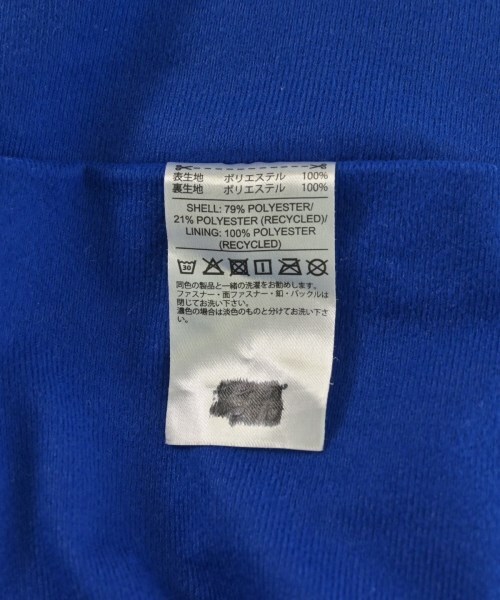 表生地 ポリエステル 100%
裏生地 ポリエステル 100%
SHELL: 79% POLYESTER/
21% POLYESTER (RECYCLED)/
LINING: 100% POLYESTER
(RECYCLED)
30
同色の製品と一緒の洗濯をお勧めします。
ファスナー・面ファスナー・釦・バックルは
閉じてお洗い下さい。
濃色の場合は淡色のものと分けてお洗い下さい。